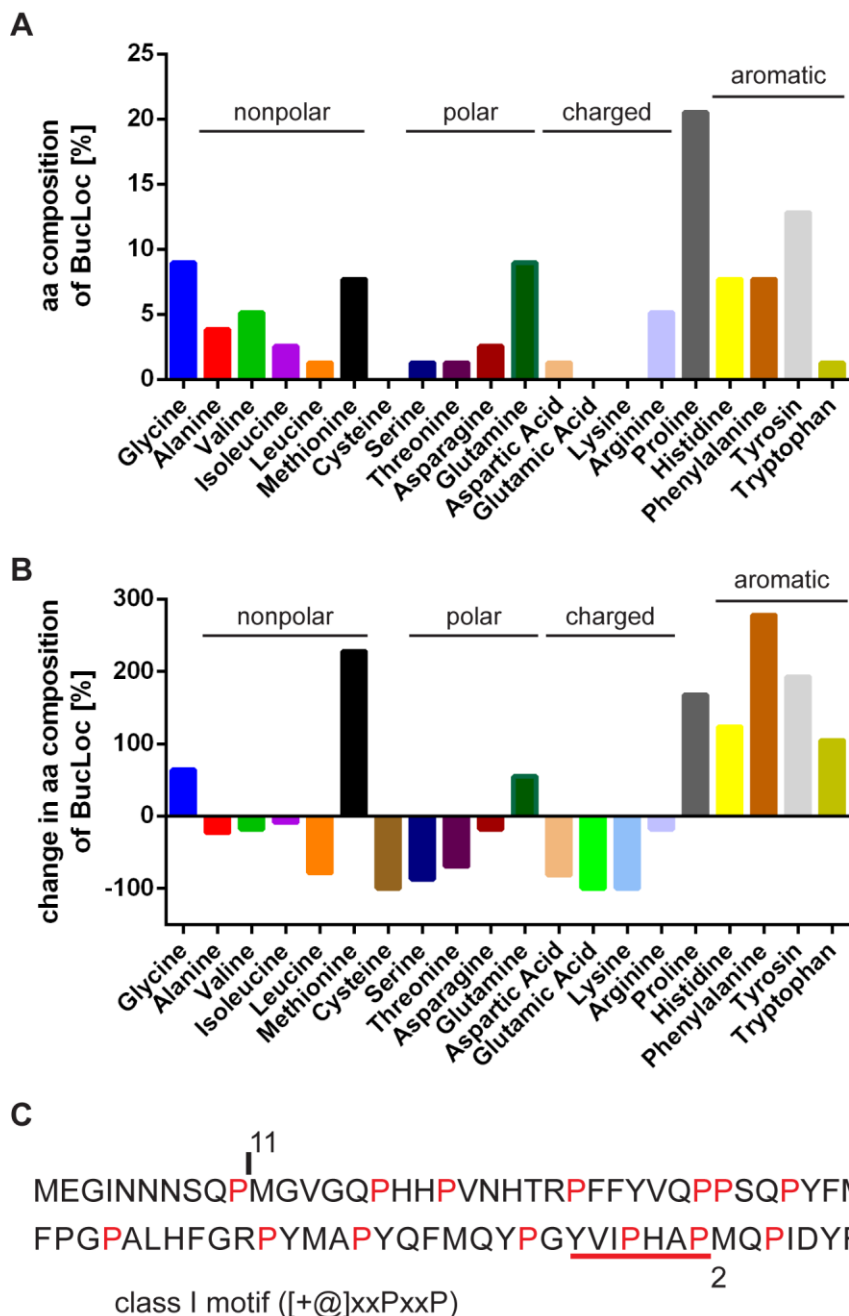 A
25
20
15
10
5
0
aa composition
of BucLoc [%]
nonpolar
polar
charged
aromatic
Glycine
Alanine
Valine
Isoleucine
Leucine
Methionine
Cysteine
Serine
Threonine
Asparagine
Glutamine
Aspartic Acid
Glutamic Acid
Lysine
Arginine
Proline
Histidine
Phenylalanine
Tyrosin
Tryptophan
B
300
200
100
0
-100
change in aa composition
of BucLoc [%]
nonpolar
polar
charged
aromatic
Glycine
Alanine
Valine
Isoleucine
Leucine
Methionine
Cysteine
Serine
Threonine
Asparagine
Glutamine
Aspartic Acid
Glutamic Acid
Lysine
Arginine
Proline
Histidine
Phenylalanine
Tyrosin
Tryptophan
C
11
MEGINNNSQPMGVGQPHHPVNHTRPFFYVQPPSQPYFM
FPGPALHFGRPYMAPYQFMQYPGYVIPHAPMQPIDY
2
class I motif ([+@]xxPxxP)